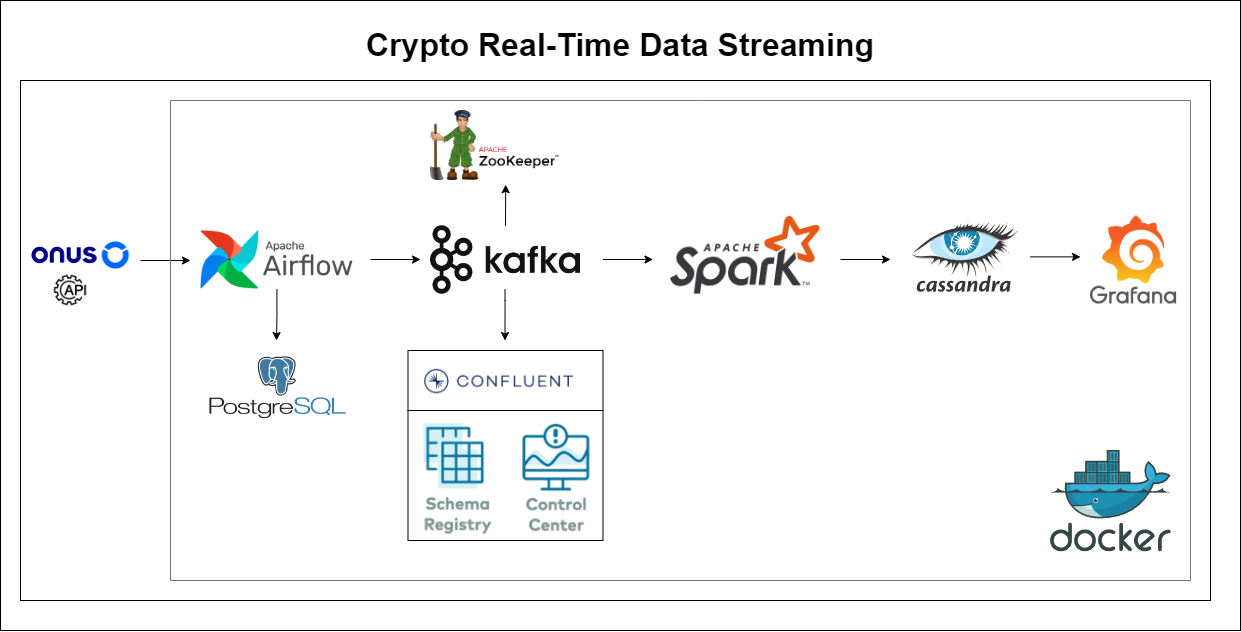 Crypto Real-Time Data Streaming
APACHE
ZooKeeper™
onus
API
Apache
Airflow
kafka
APACHE
Spark™
cassandra
Grafana
PostgreSQL
CONFLUENT
Schema
Registry
Control
Center
docker